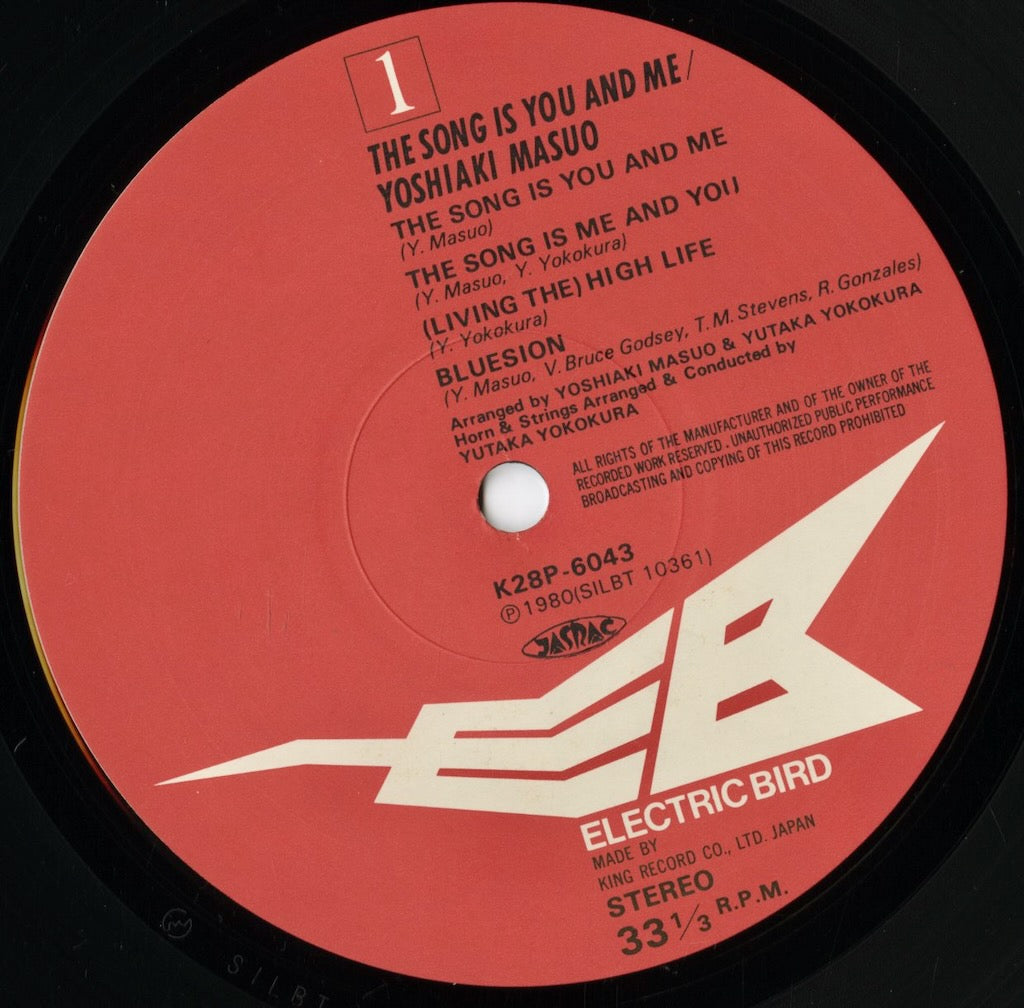 1
THE SONG IS YOU AND ME/
YOSHIAKI MASUO
THE SONG IS YOU AND ME
(Y. Masuo)
THE SONG IS ME AND YOU
(Y. Masuo, Y. Yokokura)
(LIVING THE) HIGH LIFE
(Y. Yokokura)
BLUESION
(Y. Masuo, V. Bruce Godsey, T. M. Stevens, R. Gonzales)
Arranged by YOSHIAKI MASUO & YUTAKA YOKOKURA
Horn & Strings Arranged & Conducted by
YUTAKA YOKOKURA
ALL RIGHTS OF THE MANUFACTURER AND OF THE OWNER OF THE
RECORDED WORK RESERVED. UNAUTHORIZED PUBLIC PERFORMANCE
BROADCASTING AND COPYING OF THIS RECORD PROHIBITED
K28P-6043
Ⓟ1980(SILBT 10361)
JASRAC
EB
ELECTRIC BIRD
MADE BY
KING RECORD CO., LTD. JAPAN
STEREO
33 1/3 R.P.M.
SILBT